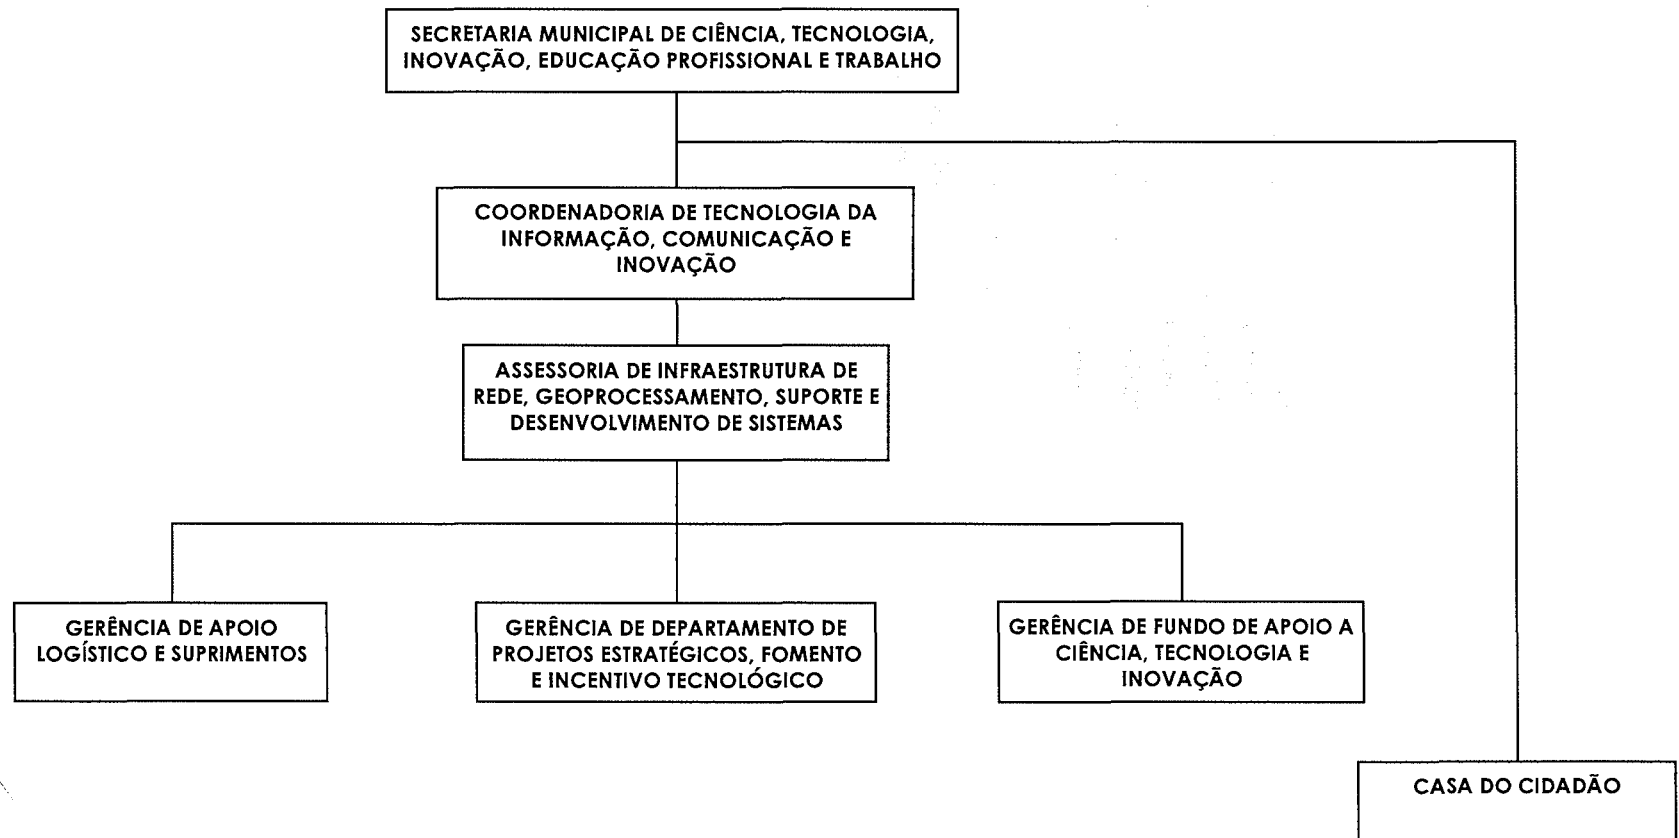 SECRETARIA MUNICIPAL DE CIÊNCIA, TECNOLOGIA,
INOVAÇÃO, EDUCAÇÃO PROFISSIONAL E TRABALHO
COORDENADORIA DE TECNOLOGIA DA
INFORMAÇÃO, COMUNICAÇÃO E
INOVAÇÃO
ASSESSORIA DE INFRAESTRUTURA DE
REDE, GEOPROCESSAMENTO, SUPORTE E
DESENVOLVIMENTO DE SISTEMAS
GERÊNCIA DE APOIO
LOGÍSTICO E SUPRIMENTOS
GERÊNCIA DE DEPARTAMENTO DE
PROJETOS ESTRATÉGICOS, FOMENTO
E INCENTIVO TECNOLÓGICO
GERÊNCIA DE FUNDO DE APOIO A
CIÊNCIA, TECNOLOGIA E
INOVAÇÃO
CASA DO CIDADÃO